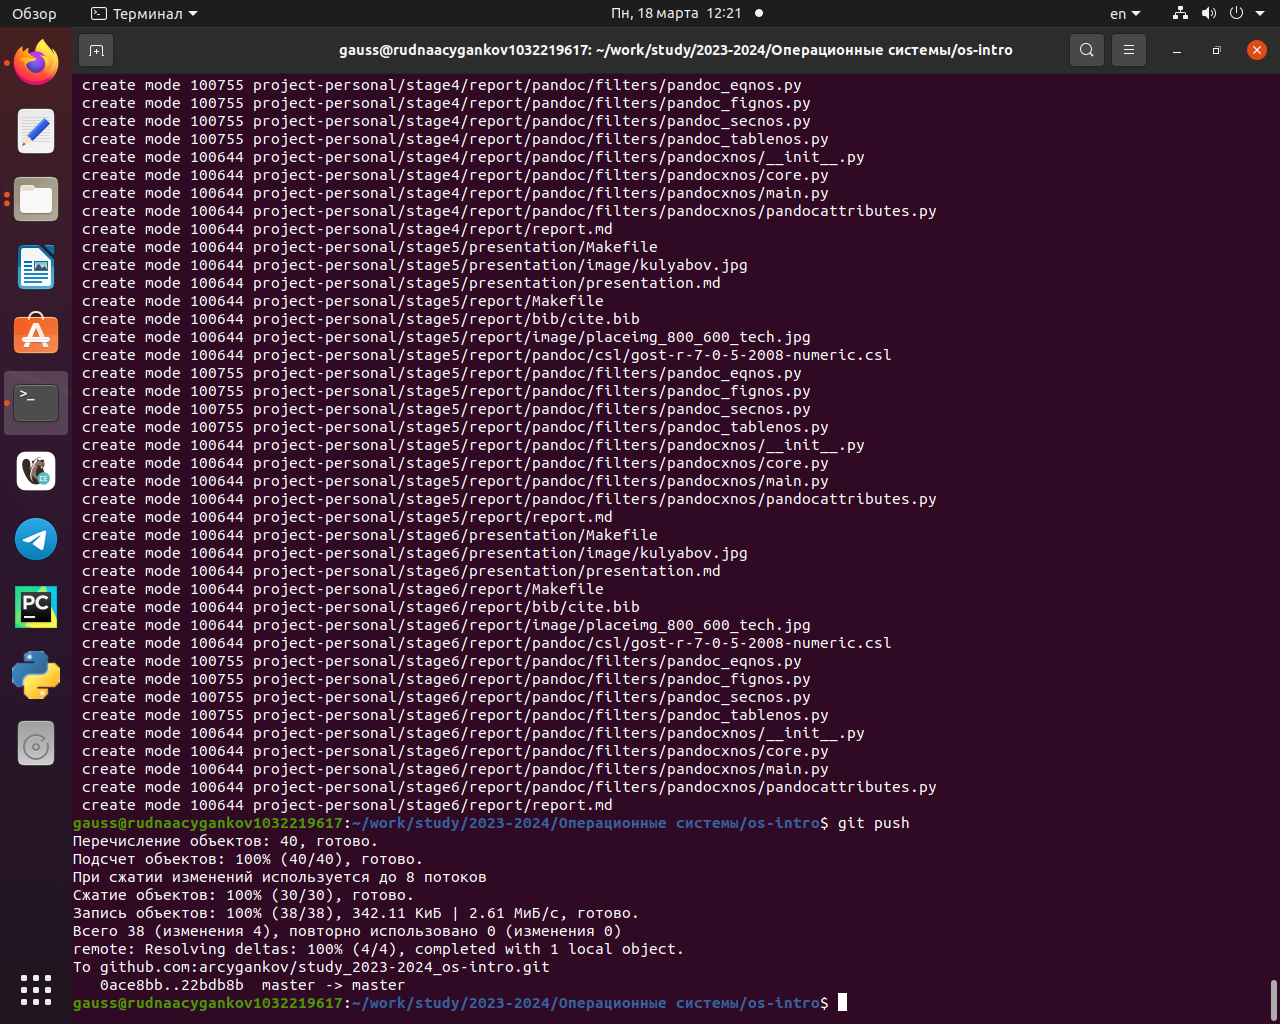 Обзор
Терминал
Пн, 18 марта 12:21
en
gauss@rudnaacygankov1032219617: ~/work/study/2023-2024/Операционные системы/os-intro
create mode 100755 project-personal/stage4/report/pandoc/filters/pandoc_eqnos.py
create mode 100755 project-personal/stage4/report/pandoc/filters/pandoc_fignos.py
create mode 100755 project-personal/stage4/report/pandoc/filters/pandoc_secnos.py
create mode 100755 project-personal/stage4/report/pandoc/filters/pandoc_tablenos.py
create mode 100644 project-personal/stage4/report/pandoc/filters/pandocxnos/__init__.py
create mode 100644 project-personal/stage4/report/pandoc/filters/pandocxnos/core.py
create mode 100644 project-personal/stage4/report/pandoc/filters/pandocxnos/main.py
create mode 100644 project-personal/stage4/report/pandoc/filters/pandocxnos/pandocattributes.py
create mode 100644 project-personal/stage4/report/report.md
create mode 100644 project-personal/stage5/presentation/Makefile
create mode 100644 project-personal/stage5/presentation/image/kulyabov.jpg
create mode 100644 project-personal/stage5/presentation/presentation.md
create mode 100644 project-personal/stage5/report/Makefile
create mode 100644 project-personal/stage5/report/bib/cite.bib
create mode 100644 project-personal/stage5/report/image/placeimg_800_600_tech.jpg
create mode 100644 project-personal/stage5/report/pandoc/csl/gost-r-7-0-5-2008-numeric.csl
create mode 100755 project-personal/stage5/report/pandoc/filters/pandoc_eqnos.py
create mode 100755 project-personal/stage5/report/pandoc/filters/pandoc_fignos.py
create mode 100755 project-personal/stage5/report/pandoc/filters/pandoc_secnos.py
create mode 100755 project-personal/stage5/report/pandoc/filters/pandoc_tablenos.py
create mode 100644 project-personal/stage5/report/pandoc/filters/pandocxnos/__init__.py
create mode 100644 project-personal/stage5/report/pandoc/filters/pandocxnos/core.py
create mode 100644 project-personal/stage5/report/pandoc/filters/pandocxnos/main.py
create mode 100644 project-personal/stage5/report/pandoc/filters/pandocxnos/pandocattributes.py
create mode 100644 project-personal/stage5/report/report.md
create mode 100644 project-personal/stage6/presentation/Makefile
create mode 100644 project-personal/stage6/presentation/image/kulyabov.jpg
create mode 100644 project-personal/stage6/presentation/presentation.md
create mode 100644 project-personal/stage6/report/Makefile
create mode 100644 project-personal/stage6/report/bib/cite.bib
create mode 100644 project-personal/stage6/report/image/placeimg_800_600_tech.jpg
create mode 100644 project-personal/stage6/report/pandoc/csl/gost-r-7-0-5-2008-numeric.csl
create mode 100755 project-personal/stage6/report/pandoc/filters/pandoc_eqnos.py
create mode 100755 project-personal/stage6/report/pandoc/filters/pandoc_fignos.py
create mode 100755 project-personal/stage6/report/pandoc/filters/pandoc_secnos.py
create mode 100755 project-personal/stage6/report/pandoc/filters/pandoc_tablenos.py
create mode 100644 project-personal/stage6/report/pandoc/filters/pandocxnos/__init__.py
create mode 100644 project-personal/stage6/report/pandoc/filters/pandocxnos/core.py
create mode 100644 project-personal/stage6/report/pandoc/filters/pandocxnos/main.py
create mode 100644 project-personal/stage6/report/pandoc/filters/pandocxnos/pandocattributes.py
create mode 100644 project-personal/stage6/report/report.md
gauss@rudnaacygankov1032219617:~/work/study/2023-2024/Операционные системы/os-intro$ git push
Перечисление объектов: 40, готово.
Подсчет объектов: 100% (40/40), готово.
При сжатии изменений используется до 8 потоков
Сжатие объектов: 100% (30/30), готово.
Запись объектов: 100% (38/38), 342.11 КиБ | 2.61 МиБ/с, готово.
Всего 38 (изменения 4), повторно использовано 0 (изменения 0)
remote: Resolving deltas: 100% (4/4), completed with 1 local object.
To github.com:arcygankov/study_2023-2024_os-intro.git
0ace8bb..22bdb8b master -> master
gauss@rudnaacygankov1032219617:~/work/study/2023-2024/Операционные системы/os-intro$